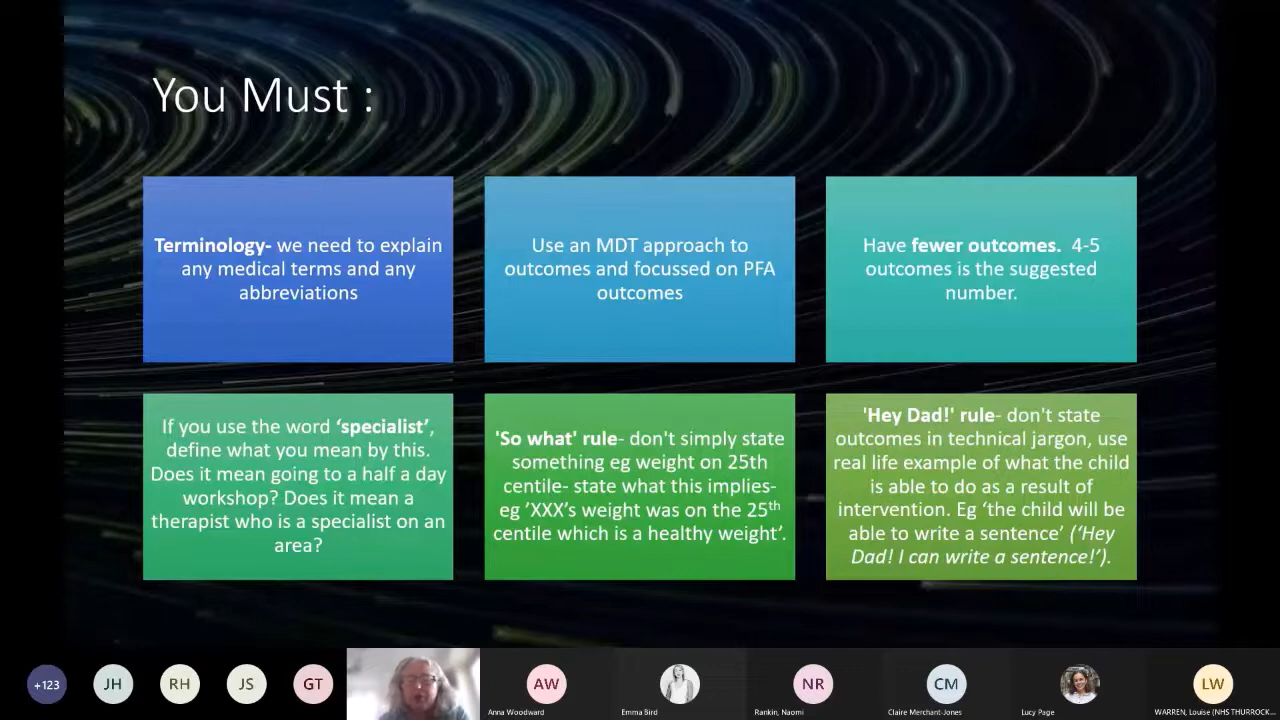 You Must :
Terminology- we need to explain
any medical terms and any
abbreviations
Use an MDT approach to
outcomes and focussed on PFA
outcomes
Have fewer outcomes. 4-5
outcomes is the suggested
number.
If you use the word ‘specialist’,
define what you mean by this.
Does it mean going to a half a day
workshop? Does it mean a
therapist who is a specialist on an
area?
'So what' rule- don't simply state
something eg weight on 25th
centile- state what this implies-
eg ’XXX’s weight was on the 25th
centile which is a healthy weight’.
'Hey Dad!' rule- don't state
outcomes in technical jargon, use
real life example of what the child
is able to do as a result of
intervention. Eg ‘the child will be
able to write a sentence’ (‘Hey
Dad! I can write a sentence!’).
+123
JH
RH
JS
GT
AW
Anna Woodward
Emma Bird
NR
Rankin, Naomi
CM
Claire Merchant-Jones
Lucy Page
LW
WARREN, Louise (NHS THURROCK...